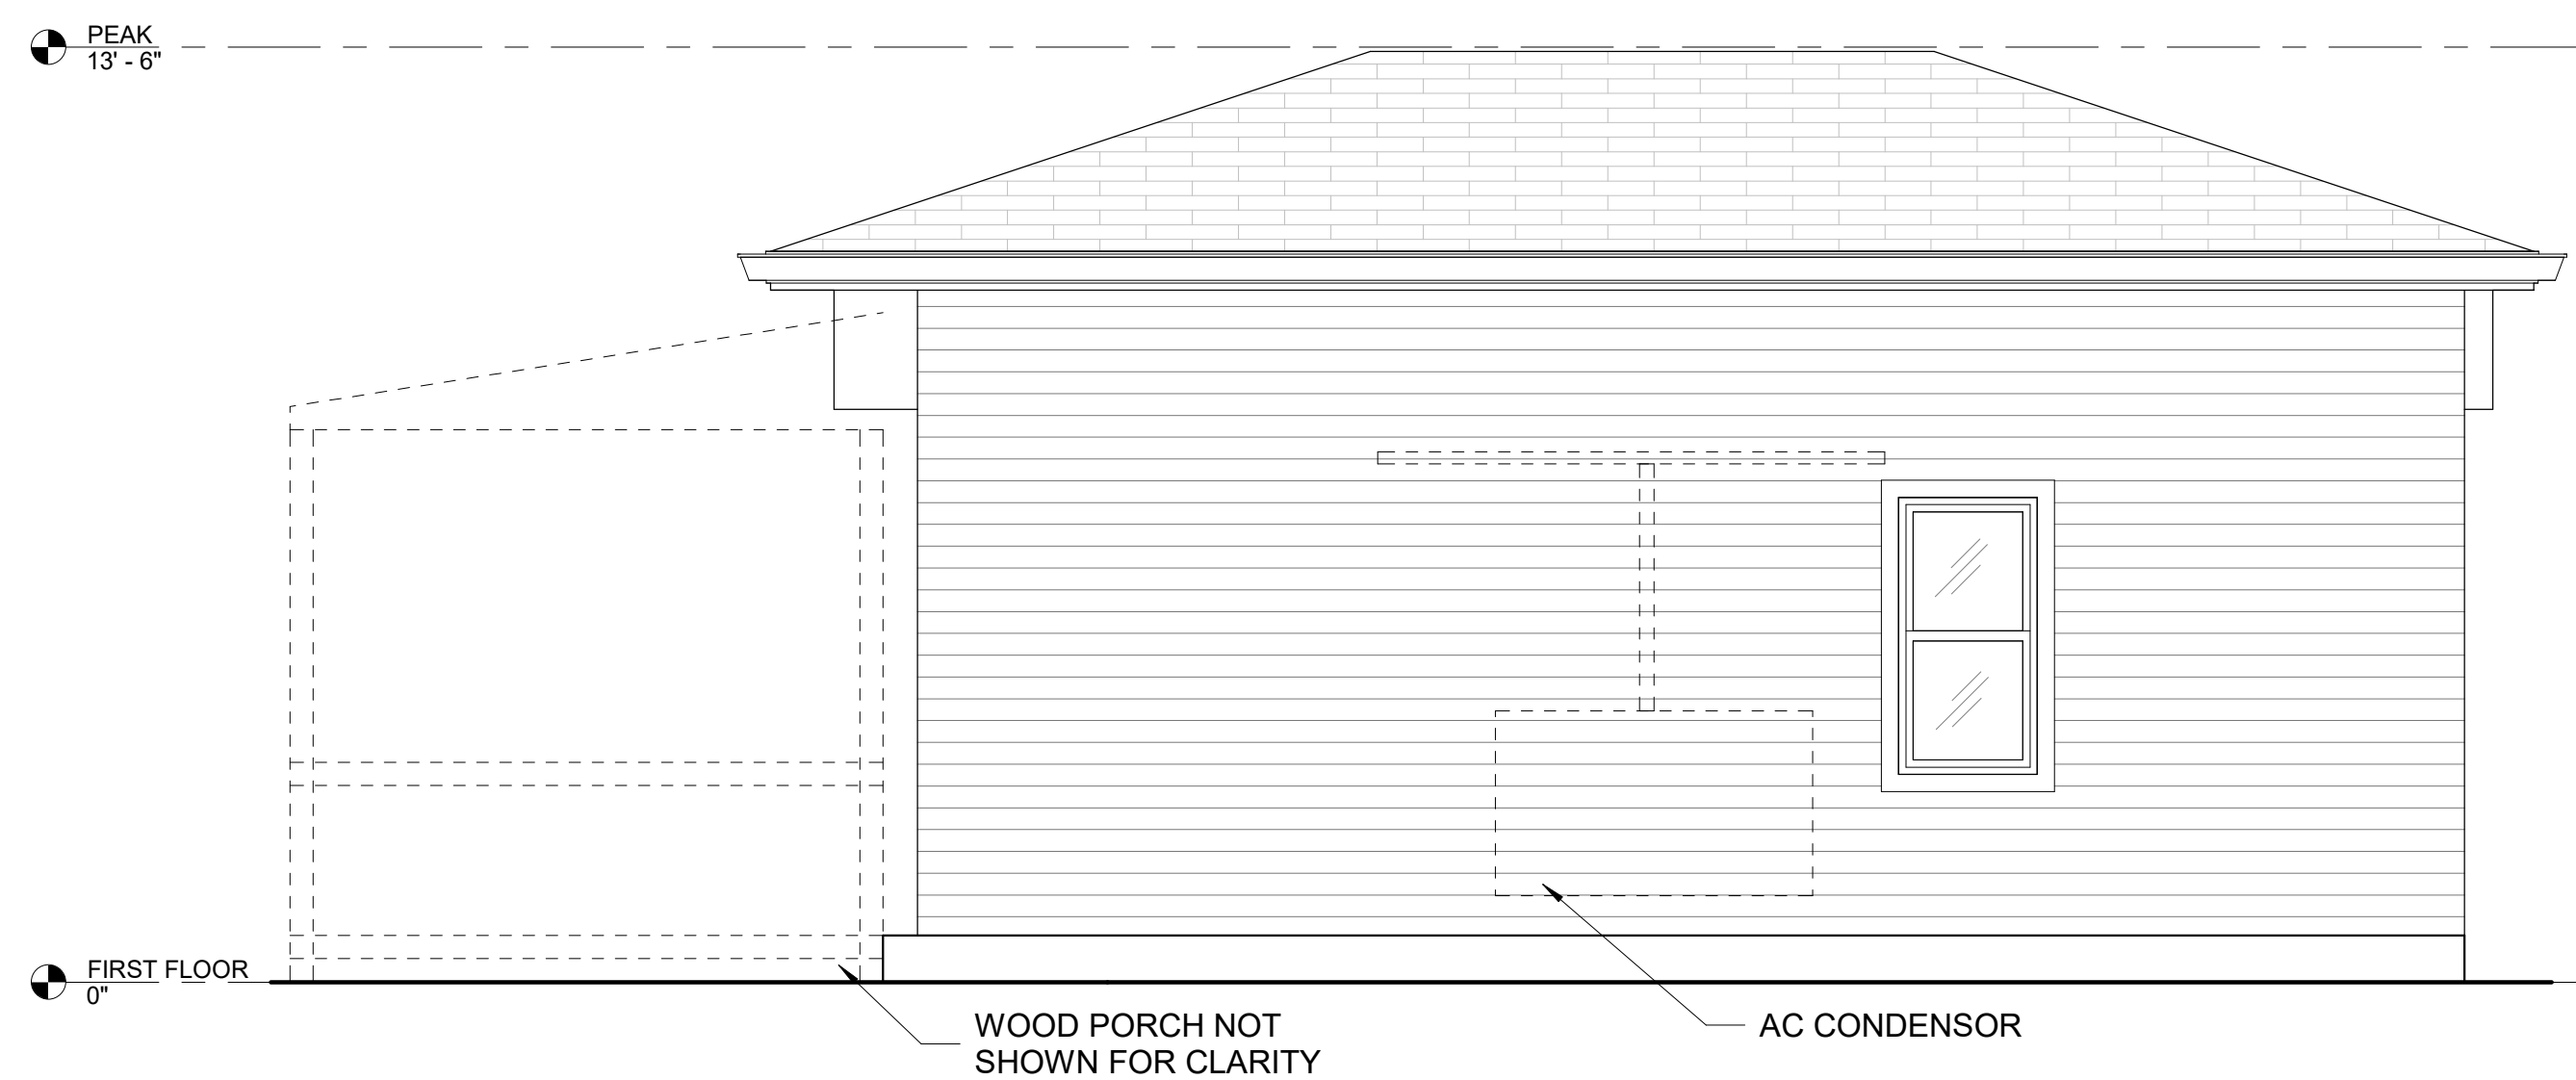 PEAK
13' - 6"
FIRST FLOOR
0"
WOOD PORCH NOT
SHOWN FOR CLARITY
AC CONDENSOR